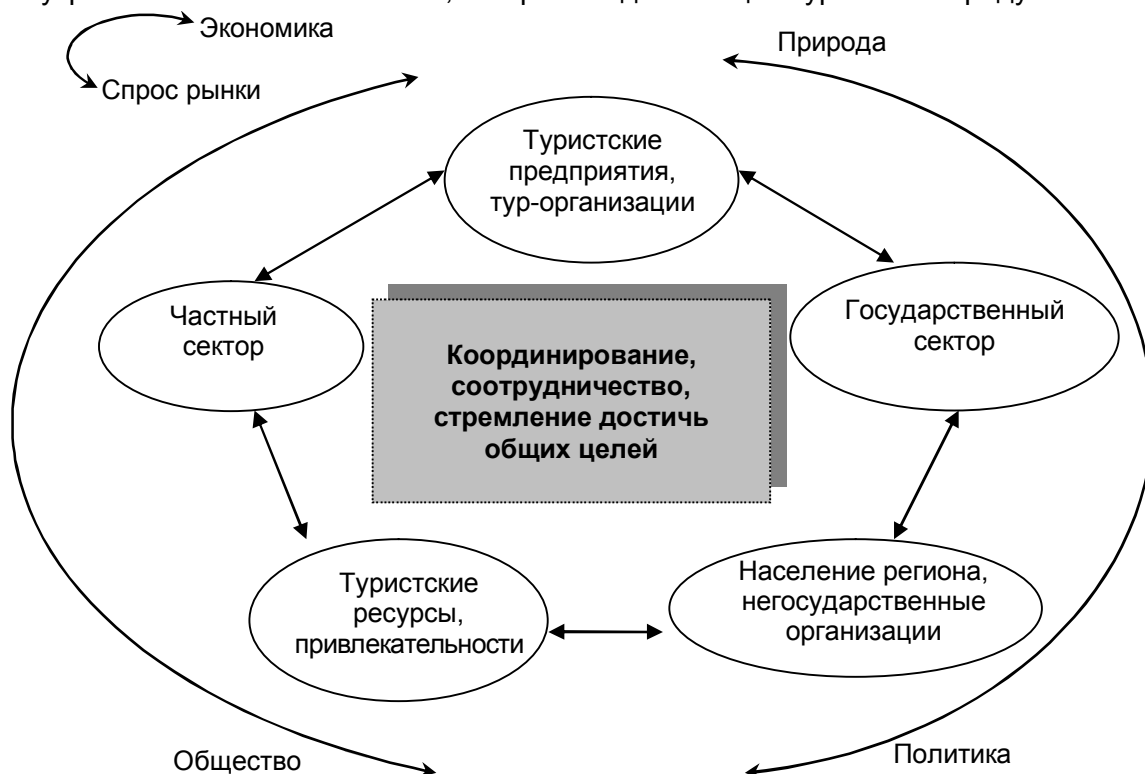 Экономика
Природа
Спрос рынки
Туристские
предприятия,
тур-организации
Частный
сектор
Государственный
сектор
Координирование,
соотрудничество,
стремление достичь
общих целей
Туристские
ресурсы,
привлекательности
Население региона,
негосударственные
организации
Общество
Политика